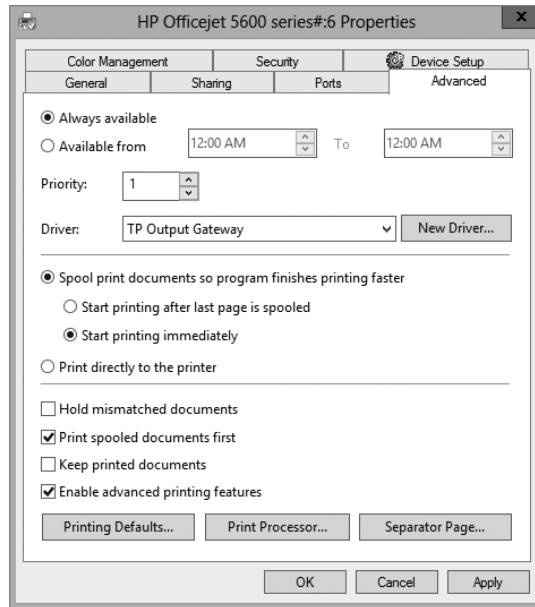 HP Officejet 5600 series#:6 Properties
x
Color Management Security Device Setup
General Sharing Ports Advanced
Always available
Available from 12:00 AM To 12:00 AM
Priority: 1
Driver: TP Output Gateway New Driver...
Spool print documents so program finishes printing faster
Start printing after last page is spooled
Start printing immediately
Print directly to the printer
Hold mismatched documents
Print spooled documents first
Keep printed documents
Enable advanced printing features
Printing Defaults... Print Processor... Separator Page...
OK Cancel Apply